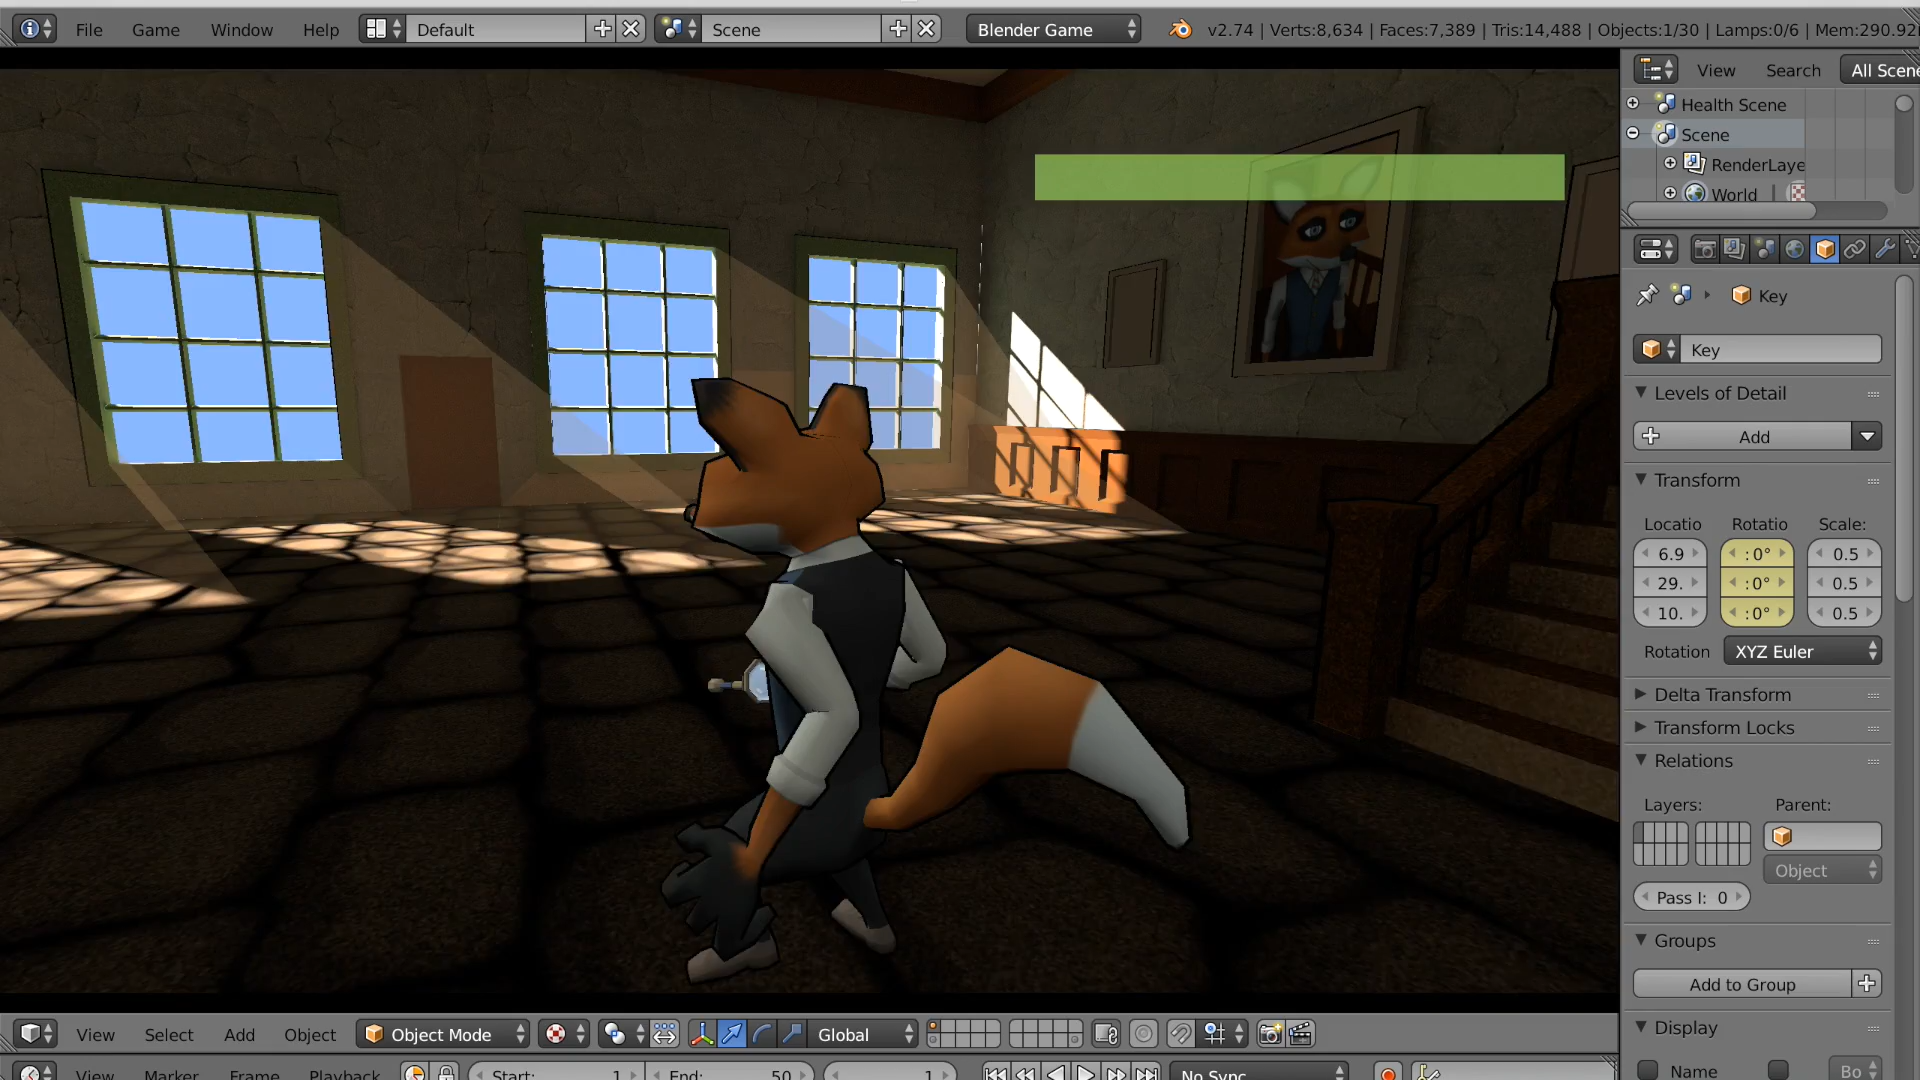 File Game Window Help Default Scene Blender Game v2.74 | Verts:8,634 | Faces:7,389 | Tris:14,488 | Objects:1/30 | Lamps:0/6 | Mem:290.92
View Search All Scene
Health Scene
Scene
RenderLaye
World
Key
Key
Levels of Detail
Add
Transform
Locatio Rotatio Scale:
6.9 :0° 0.5
29. :0° 0.5
10. :0° 0.5
Rotation XYZ Euler
Delta Transform
Transform Locks
Relations
Layers: Parent:
Object
Pass I: 0
Groups
Add to Group
Display
Name Bo
View Select Add Object Object Mode Global
View Marker Frame Playback Start: 1 End: 50 1 No Sync